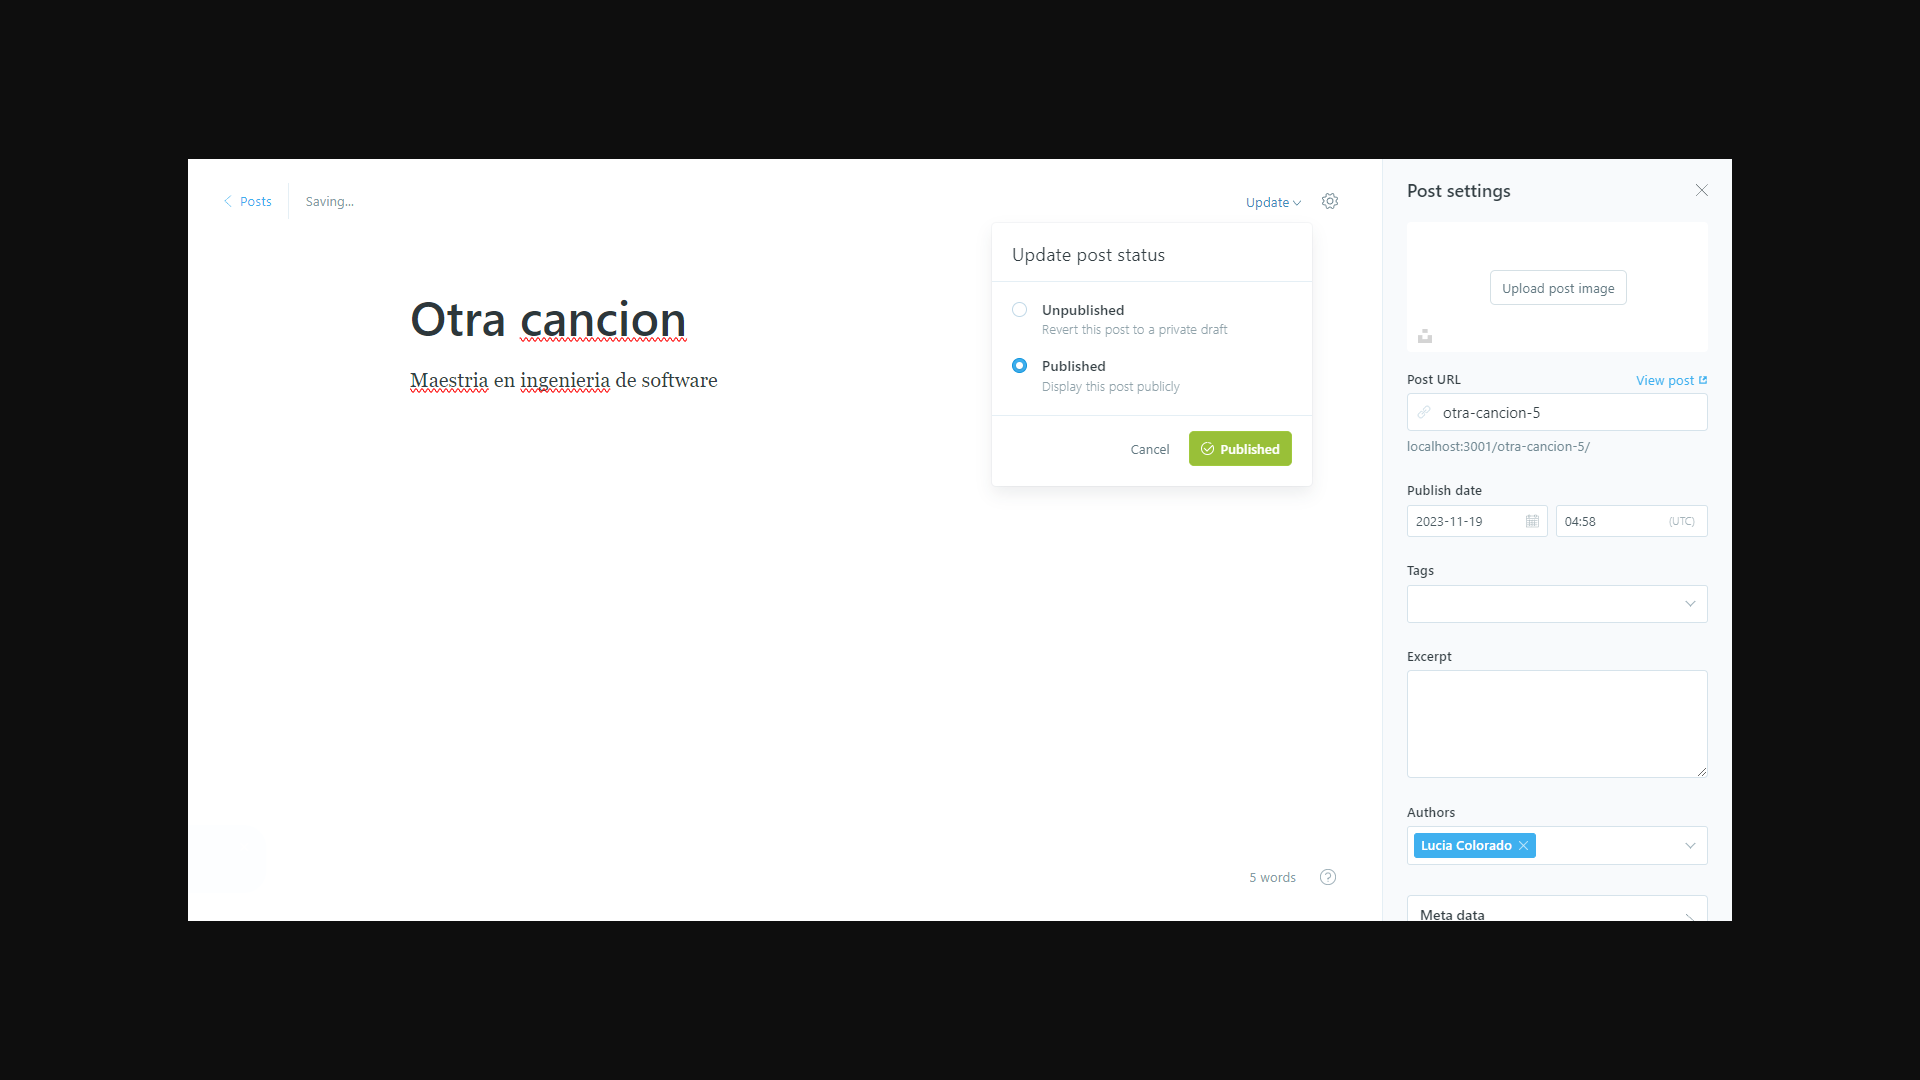 Posts
Saving...
Update
Update post status
Unpublished
Revert this post to a private draft
Published
Display this post publicly
Cancel
Published
Otra cancion
Maestria en ingenieria de software
5 words
Post settings
Upload post image
Post URL
View post
otra-cancion-5
localhost:3001/otra-cancion-5/
Publish date
2023-11-19
04:58
(UTC)
Tags
Excerpt
Authors
Lucia Colorado
Meta data